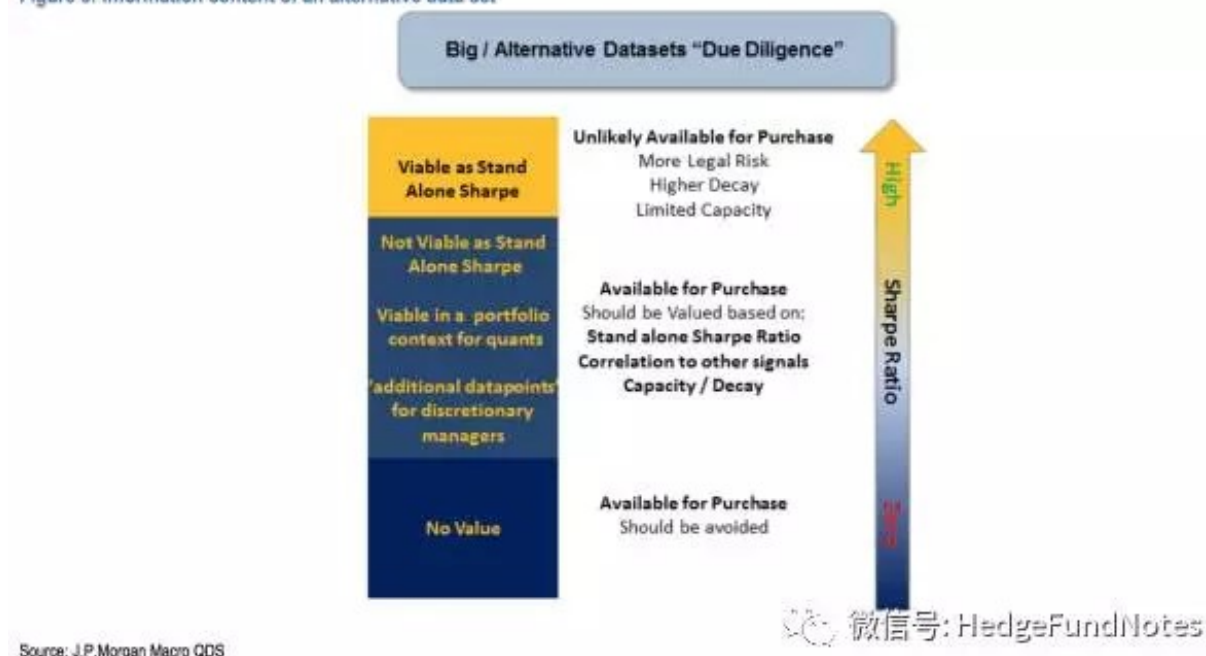 Big / Alternative Datasets “Due Diligence”
Viable as Stand
Alone Sharpe
Unlikely Available for Purchase
More Legal Risk
Higher Decay
Limited Capacity
Not Viable as Stand
Alone Sharpe
Viable in a portfolio
context for quants
'additional datapoints'
for discretionary
managers
Available for Purchase
Should be Valued based on:
Stand alone Sharpe Ratio
Correlation to other signals
Capacity / Decay
No Value
Available for Purchase
Should be avoided
High
Sharpe Ratio
Zero
微信号: HedgeFundNotes
Source: J.P.Morgan Macro QDS